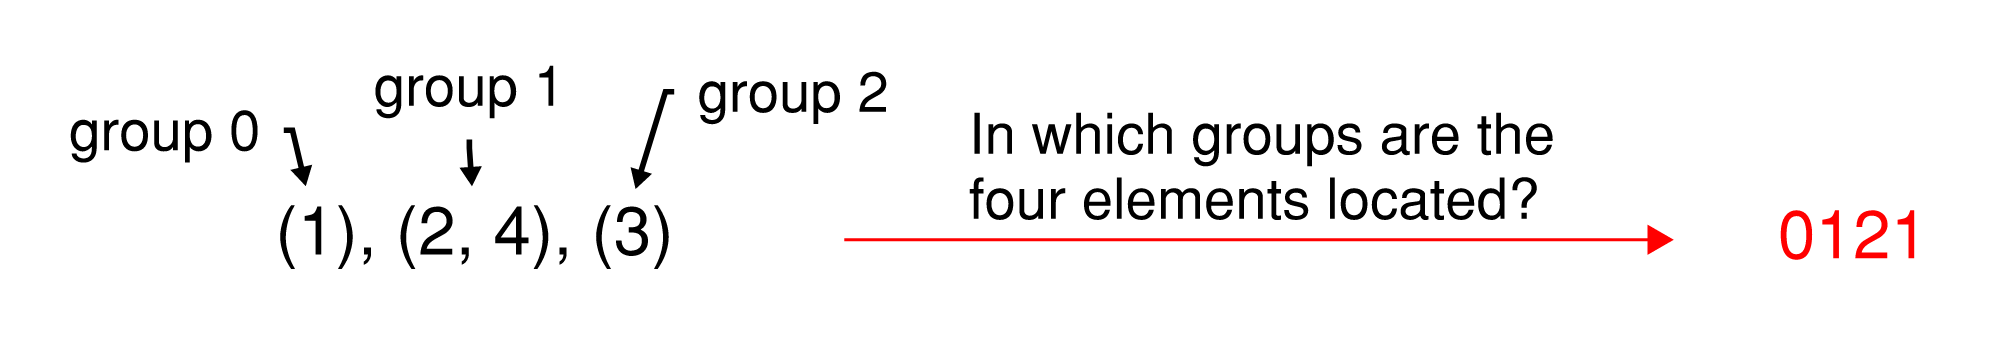 group 0
group 1
group 2
(1), (2, 4), (3)
In which groups are the
four elements located?
0121